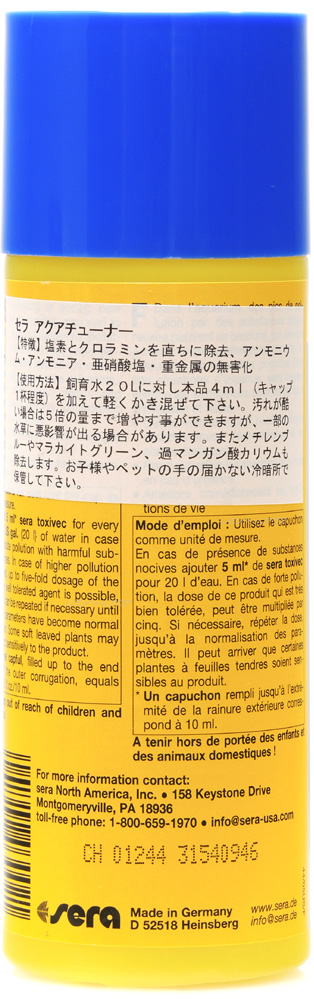 セラ アクアチューナー
【特徴】塩素とクロラミンを直ちに除去、アンモニウ
ム・アンモニア・亜硝酸塩・重金属の無害化
【使用方法】飼育水20Lに対し本品4ml（キャップ
1杯程度）を加えて軽くかき混ぜて下さい。汚れが酷
い場合は5倍の量まで増やす事ができますが、一部の
水草に悪影響が出る場合があります。またメチレンブ
ルーやマラカイトグリーン、過マンガン酸カリウムも
除去します。お子様やペットの手の届かない冷暗所で
保管して下さい。
ml* sera toxivec for every
gal. (20 l) of water in case
pollution with harmful sub-
in case of higher pollution
up to five-fold dosage of the
well tolerated agent is possible,
be repeated if necessary until
parameters have become normal
Some soft leaved plants may
sensitively to the product.
capful, filled up to the end
outer corrugation, equals
oz/10 ml.
out of reach of children and
tions de vie
Mode d'emploi : Utilisez le capuchon
comme unité de mesure.
En cas de présence de substances
nocives ajouter 5 ml* de sera toxivec
pour 20 l d'eau. En cas de forte pollu-
tion, la dose de ce produit qui est très
bien tolérée, peut être multipliée par
cinq. Si nécessaire, répéter la dose,
jusqu'à la normalisation des para-
mètres. Il peut arriver que certaines
plantes à feuilles tendres soient sen-
sibles au produit.
* Un capuchon rempli jusqu'à l'extré-
mité de la rainure extérieure corres-
pond à 10 ml.
A tenir hors de portée des enfants et
des animaux domestiques !
For more information contact:
sera North America, Inc. • 158 Keystone Drive
Montgomeryville, PA 18936
toll-free phone: 1-800-659-1970 • info@sera-usa.com
CH 01244 31540946
sera
Made in Germany
D 52518 Heinsberg
www.sera.de
info@sera.de